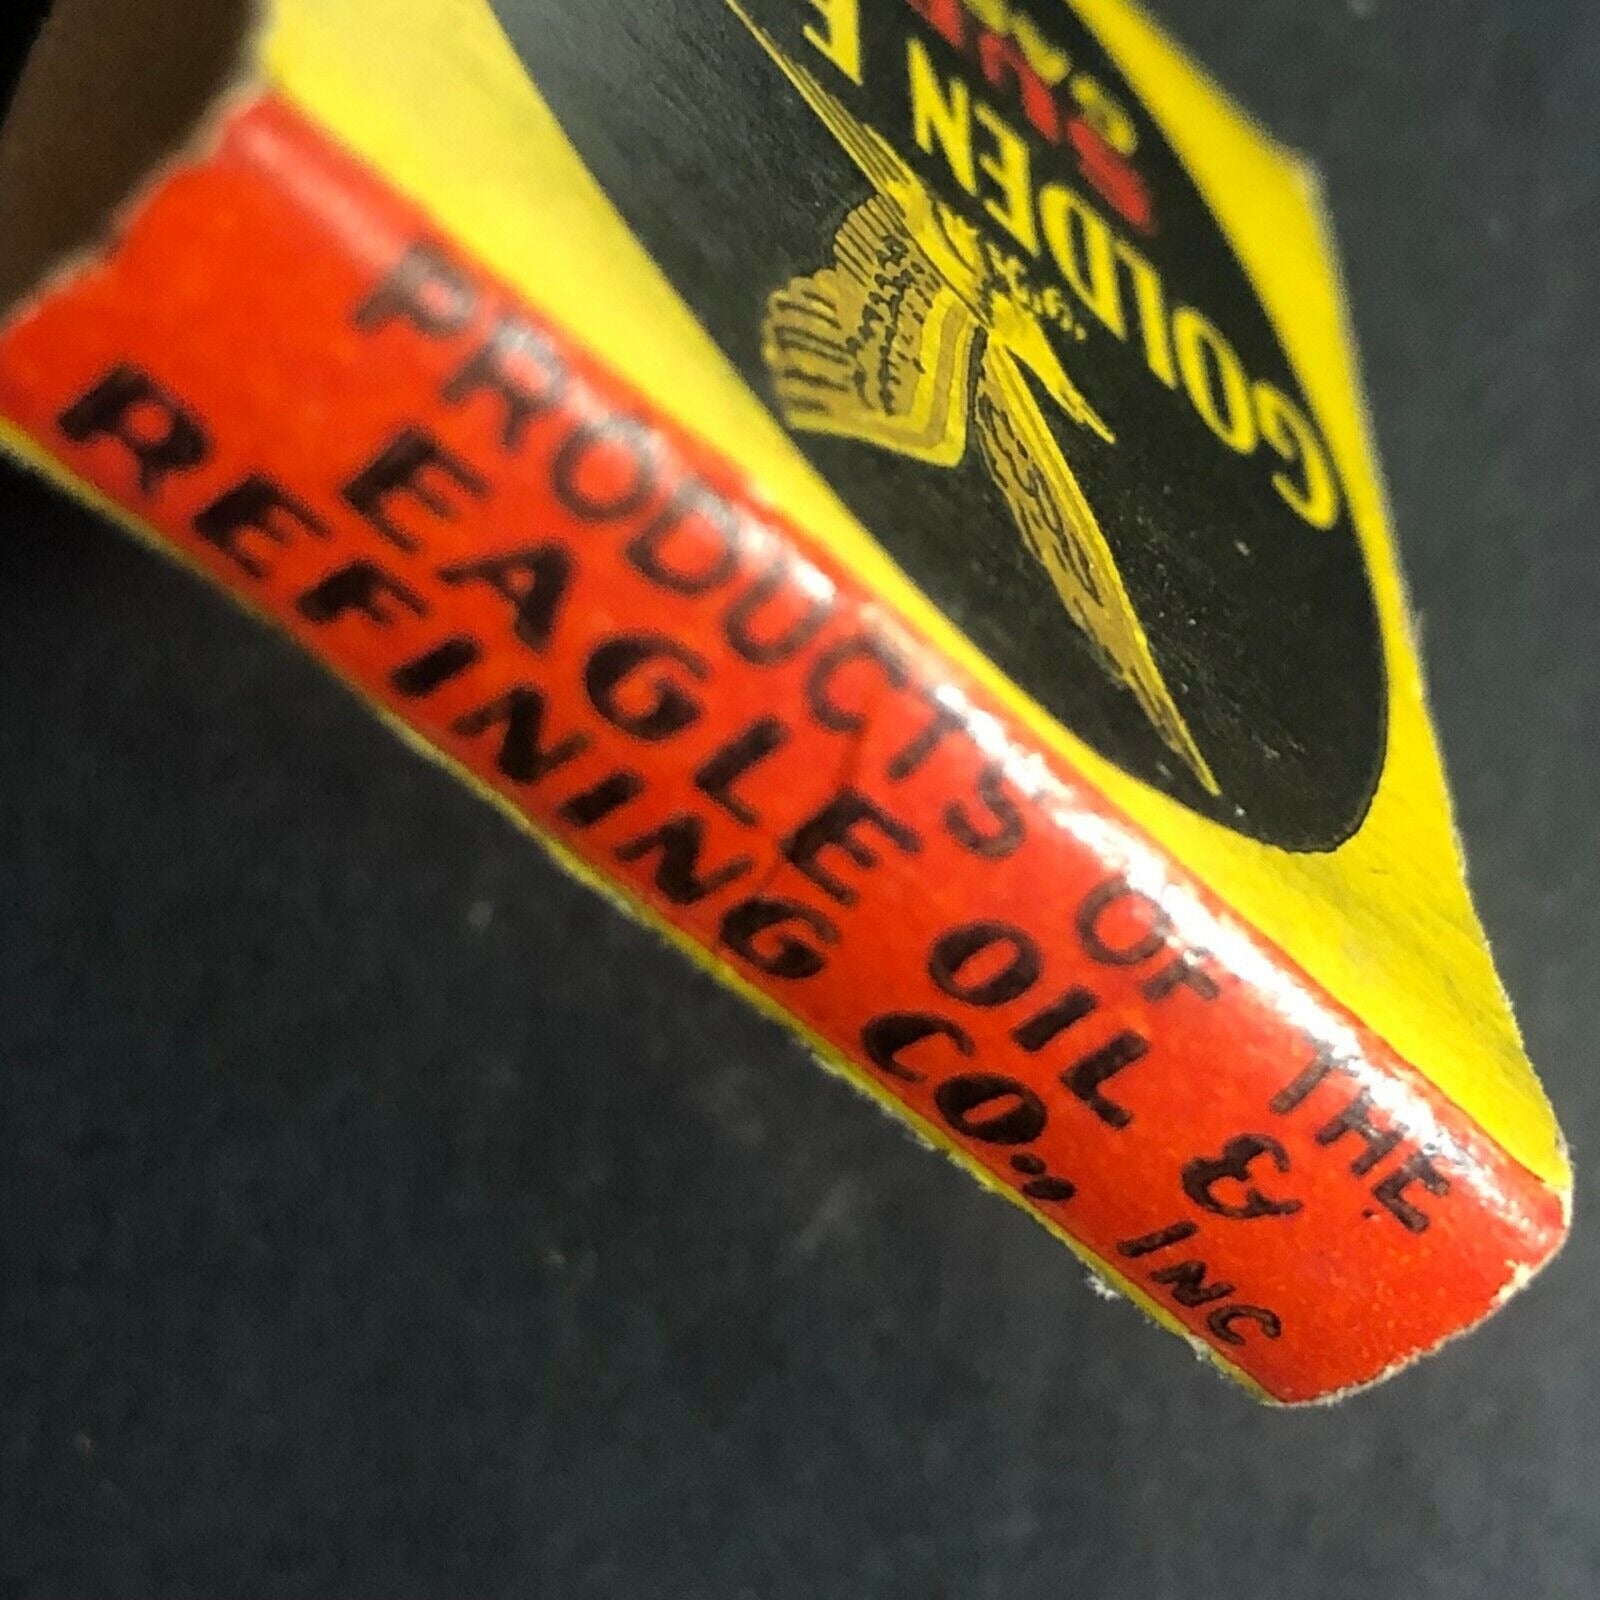 PRODUCTS OF THE
EAGLE OIL &
REFINING CO., INC
GOLDEN